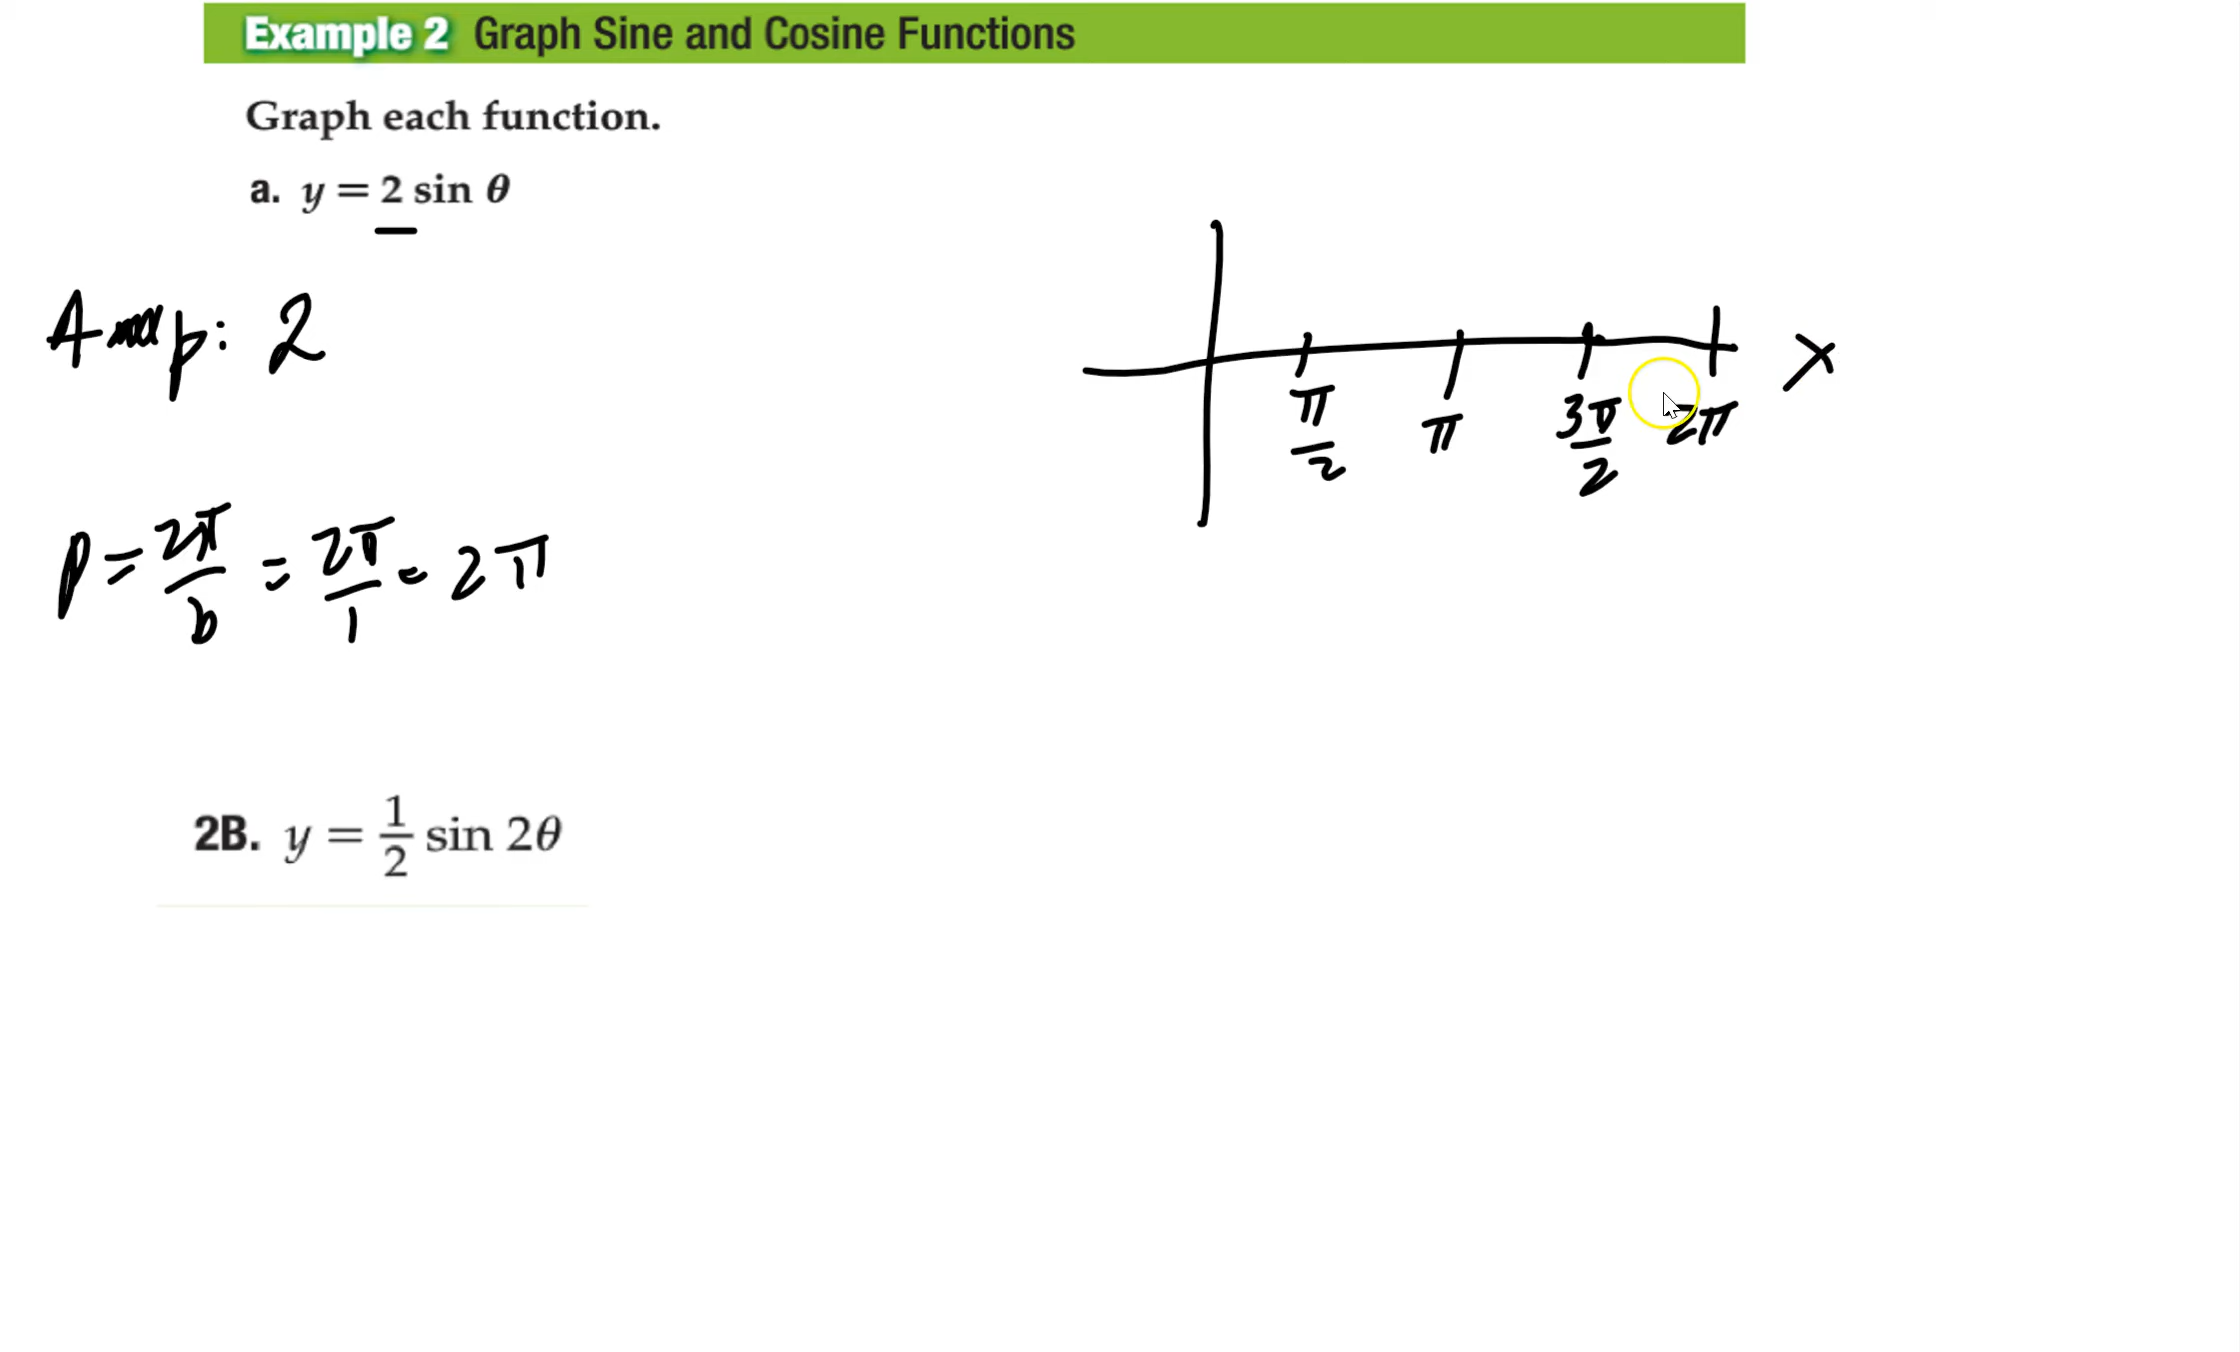 Example 2 Graph Sine and Cosine Functions
Graph each function.
a. y = 2 sin θ
Amp: 2
P = 2π/b = 2π/1 = 2π
π/2 π 3π/2 2π x
2B. y = 1/2 sin 2θ